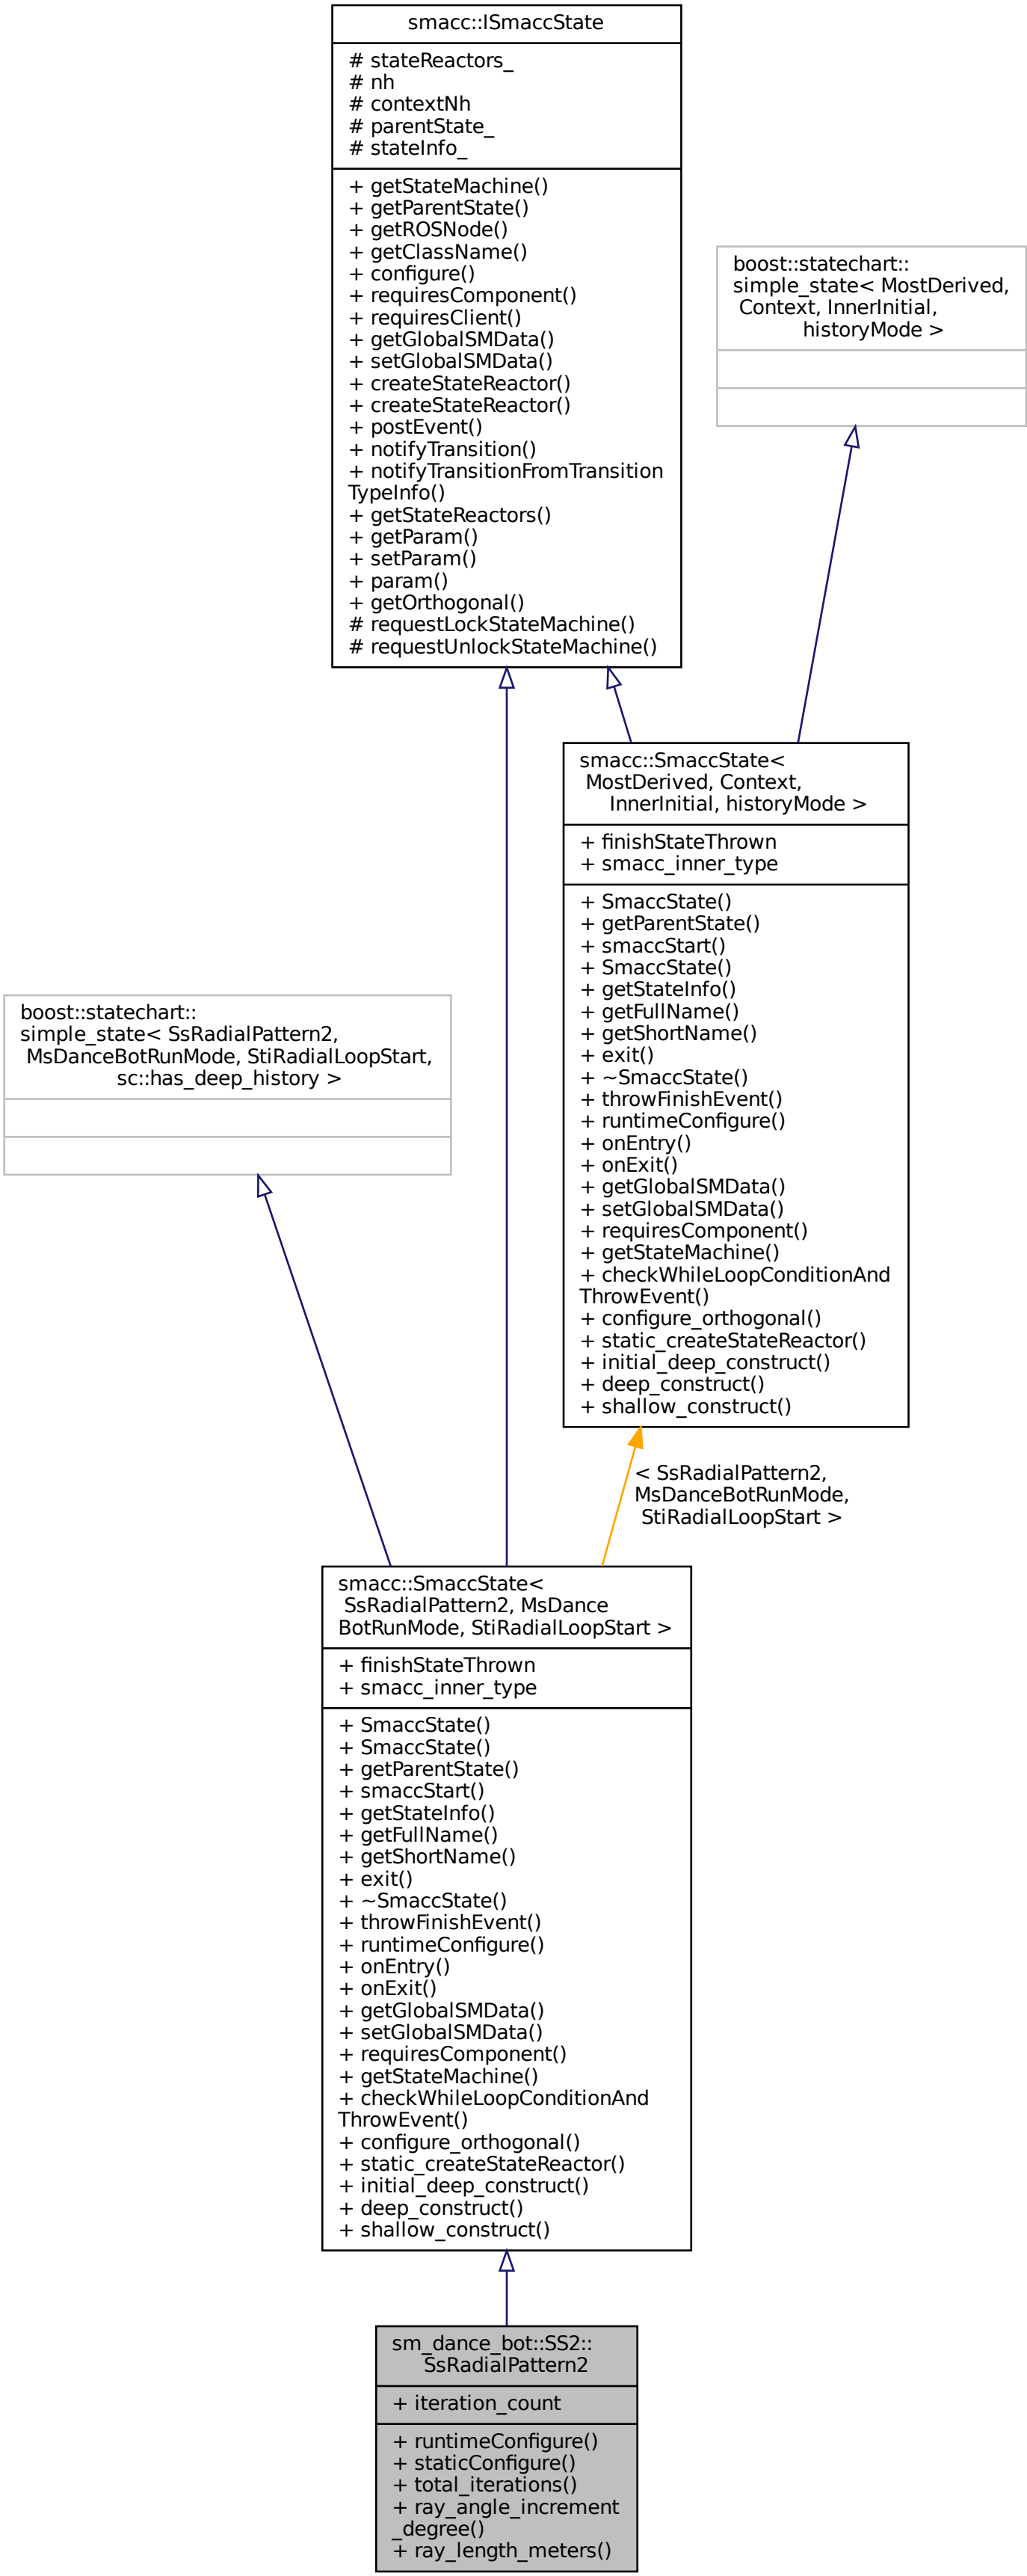 smacc::ISmaccState
# stateReactors_
# nh
# contextNh
# parentState_
# stateInfo_
+ getStateMachine()
+ getParentState()
+ getROSNode()
+ getClassName()
+ configure()
+ requiresComponent()
+ requiresClient()
+ getGlobalSMData()
+ setGlobalSMData()
+ createStateReactor()
+ createStateReactor()
+ postEvent()
+ notifyTransition()
+ notifyTransitionFromTransition
TypeInfo()
+ getStateReactors()
+ getParam()
+ setParam()
+ param()
+ getOrthogonal()
# requestLockStateMachine()
# requestUnlockStateMachine()
boost::statechart::
simple_state< MostDerived,
Context, InnerInitial,
historyMode >
smacc::SmaccState<
MostDerived, Context,
InnerInitial, historyMode >
+ finishStateThrown
+ smacc_inner_type
+ SmaccState()
+ getParentState()
+ smaccStart()
+ SmaccState()
+ getStateInfo()
+ getFullName()
+ getShortName()
+ exit()
+ ~SmaccState()
+ throwFinishEvent()
+ runtimeConfigure()
+ onEntry()
+ onExit()
+ getGlobalSMData()
+ setGlobalSMData()
+ requiresComponent()
+ getStateMachine()
+ checkWhileLoopConditionAnd
ThrowEvent()
+ configure_orthogonal()
+ static_createStateReactor()
+ initial_deep_construct()
+ deep_construct()
+ shallow_construct()
boost::statechart::
simple_state< SsRadialPattern2,
MsDanceBotRunMode, StiRadialLoopStart,
sc::has_deep_history >
< SsRadialPattern2,
MsDanceBotRunMode,
StiRadialLoopStart >
smacc::SmaccState<
SsRadialPattern2, MsDance
BotRunMode, StiRadialLoopStart >
+ finishStateThrown
+ smacc_inner_type
+ SmaccState()
+ SmaccState()
+ getParentState()
+ smaccStart()
+ getStateInfo()
+ getFullName()
+ getShortName()
+ exit()
+ ~SmaccState()
+ throwFinishEvent()
+ runtimeConfigure()
+ onEntry()
+ onExit()
+ getGlobalSMData()
+ setGlobalSMData()
+ requiresComponent()
+ getStateMachine()
+ checkWhileLoopConditionAnd
ThrowEvent()
+ configure_orthogonal()
+ static_createStateReactor()
+ initial_deep_construct()
+ deep_construct()
+ shallow_construct()
sm_dance_bot::SS2::
SsRadialPattern2
+ iteration_count
+ runtimeConfigure()
+ staticConfigure()
+ total_iterations()
+ ray_angle_increment
_degree()
+ ray_length_meters()